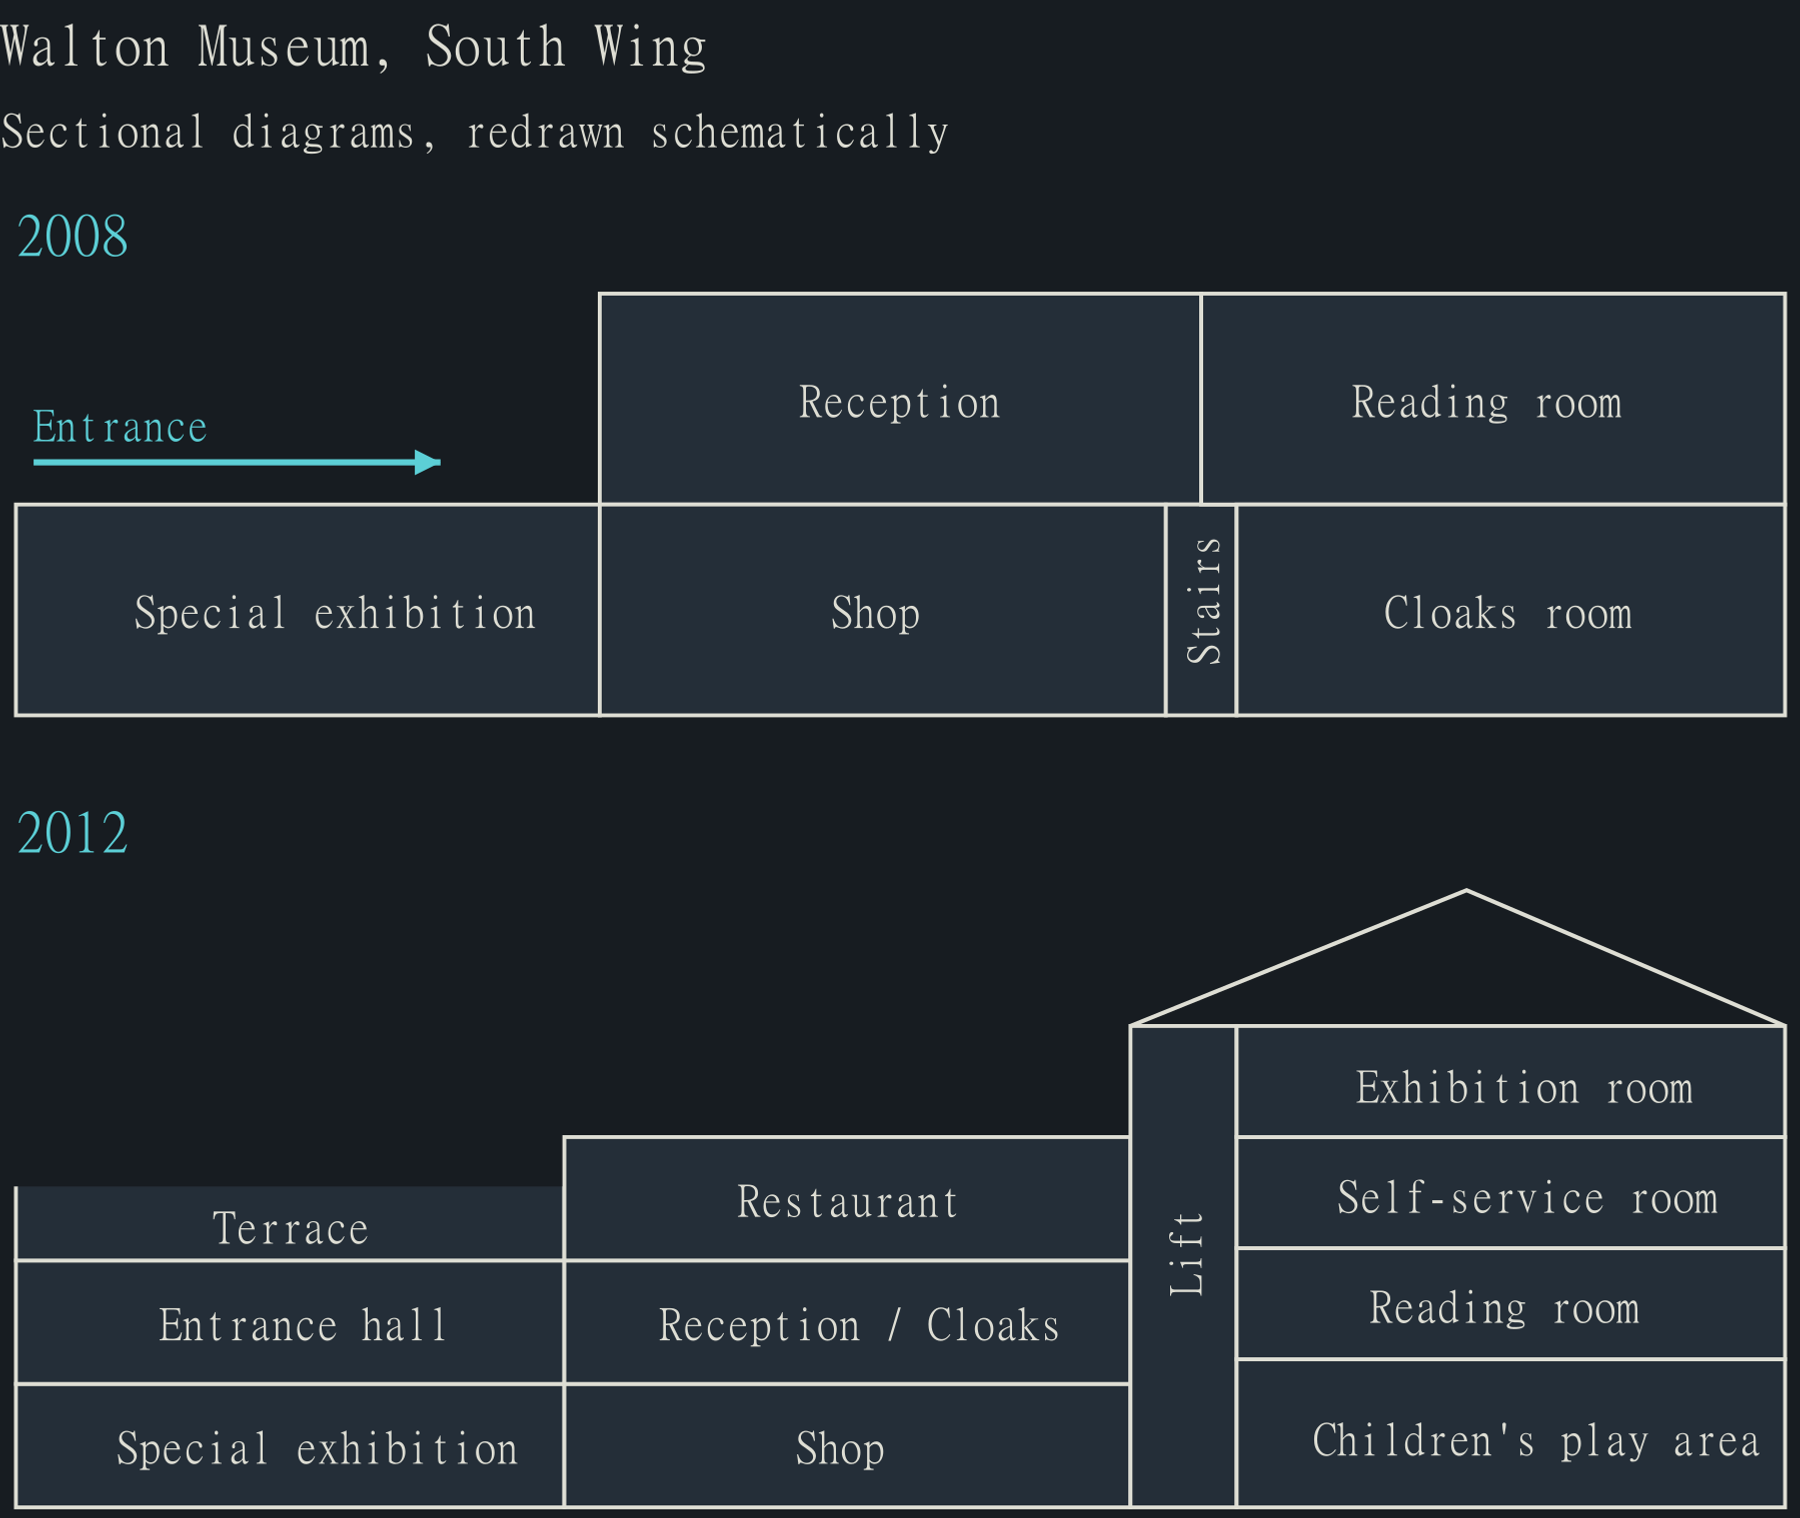 Walton Museum, South Wing
Sectional diagrams, redrawn schematically
2008
Reception
Reading room
Entrance
Special exhibition
Shop
Stairs
Cloaks room
2012
Exhibition room
Self-service room
Restaurant
Terrace
Lift
Reading room
Entrance hall
Reception / Cloaks
Children's play area
Special exhibition
Shop